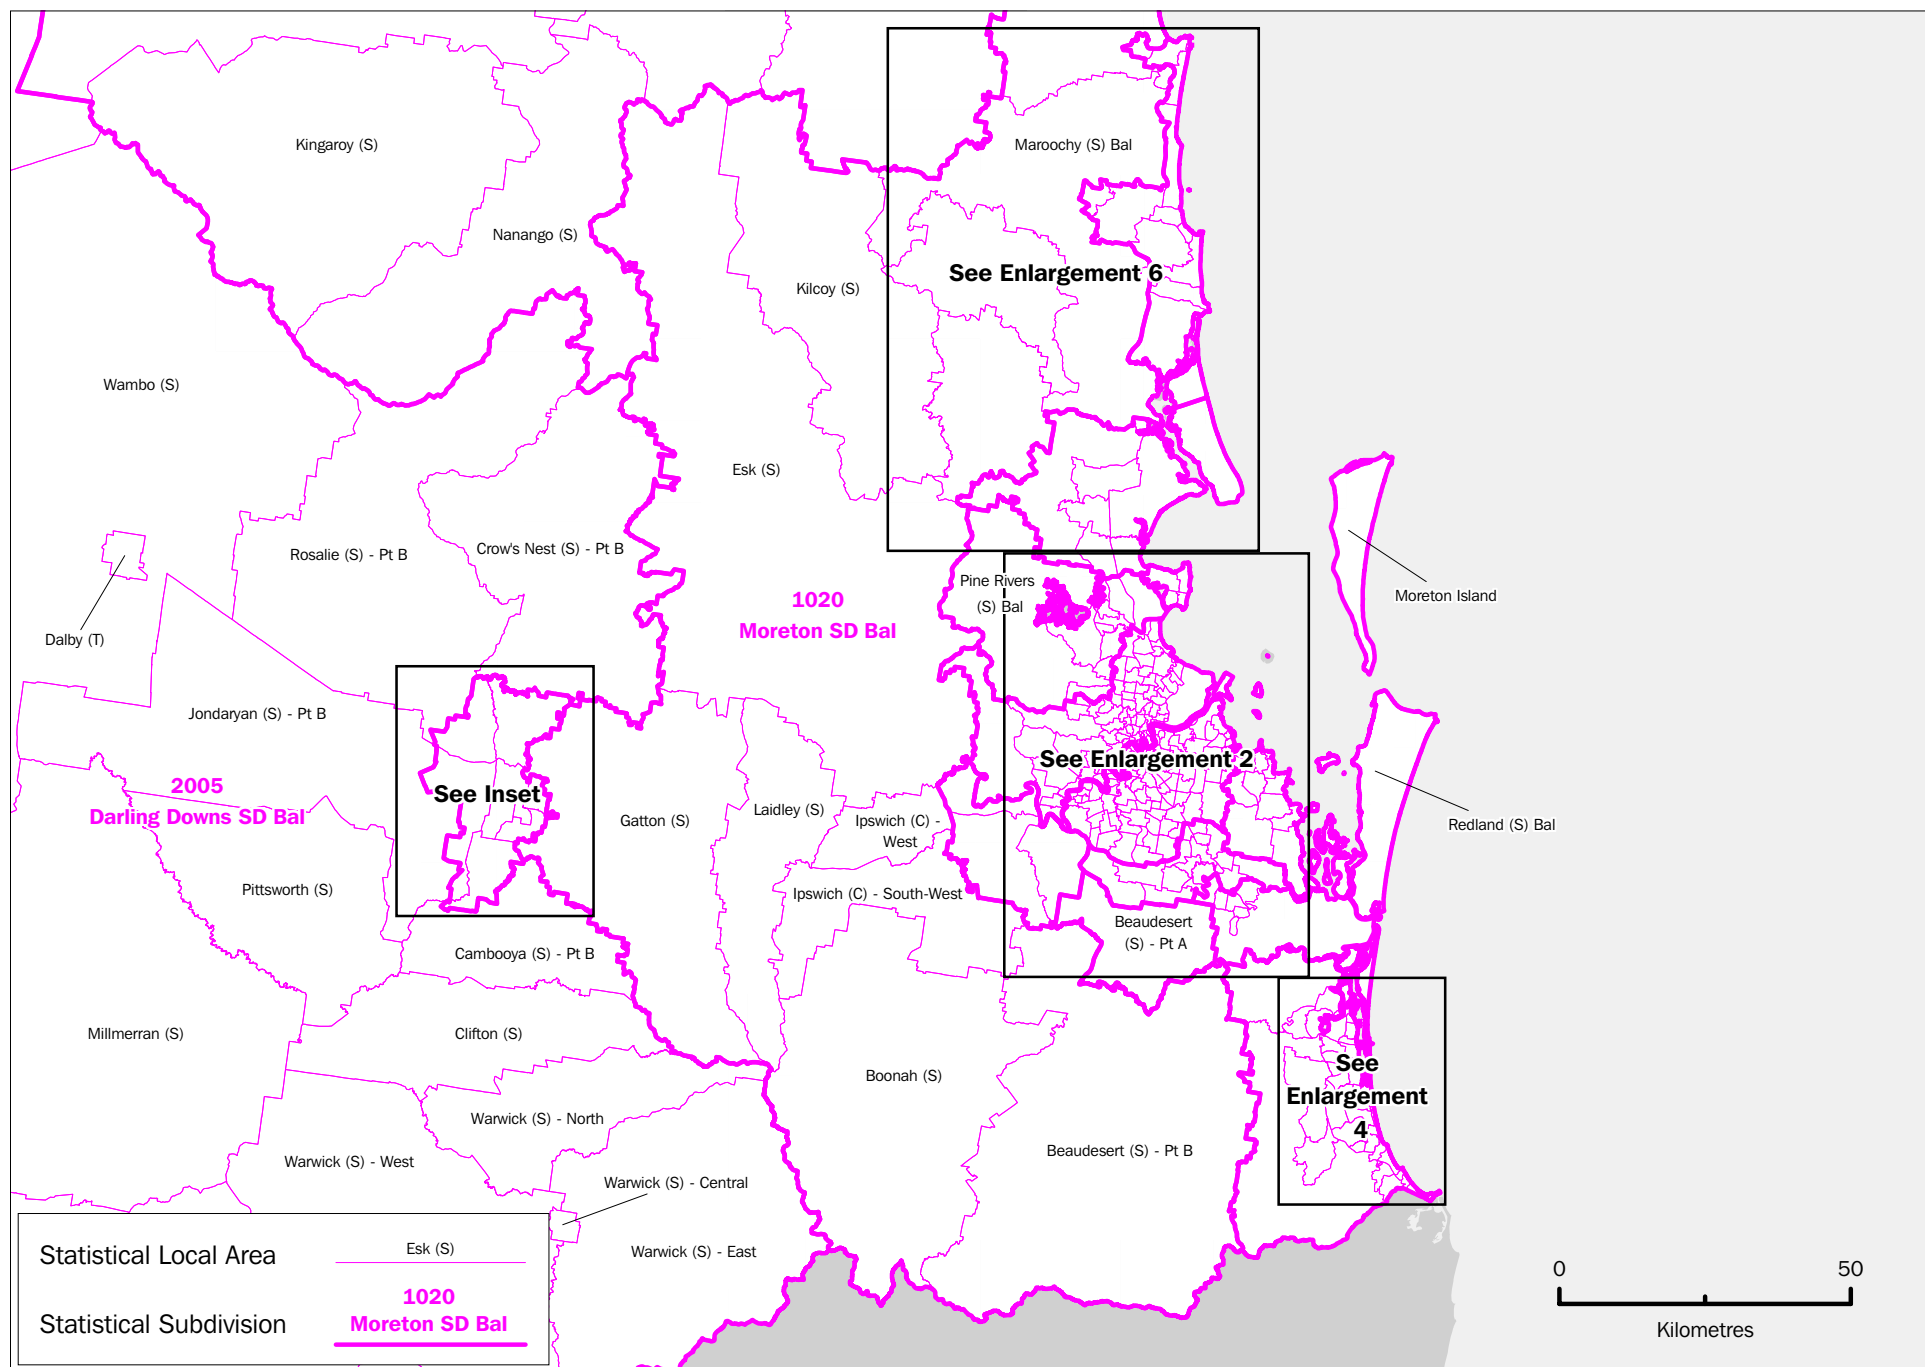 Kingaroy (S)
Maroochy (S) Bal
Nanango (S)
See Enlargement 6
Kilcoy (S)
Wambo (S)
Esk (S)
Rosalie (S) - Pt B
Crow's Nest (S) - Pt B
Pine Rivers
(S) Bal
Moreton Island
1020
Moreton SD Bal
Dalby (T)
Jondaryan (S) - Pt B
See Enlargement 2
2005
Darling Downs SD Bal
See Inset
Gatton (S)
Laidley (S)
Ipswich (C) -
West
Redland (S) Bal
Pittsworth (S)
Ipswich (C) - South-West
Beaudesert
(S) - Pt A
Cambooya (S) - Pt B
Millmerran (S)
Clifton (S)
Boonah (S)
See
Enlargement
4
Warwick (S) - North
Beaudesert (S) - Pt B
Warwick (S) - West
Warwick (S) - Central
Warwick (S) - East
Statistical Local Area
Esk (S)
Statistical Subdivision
1020
Moreton SD Bal
0
50
Kilometres